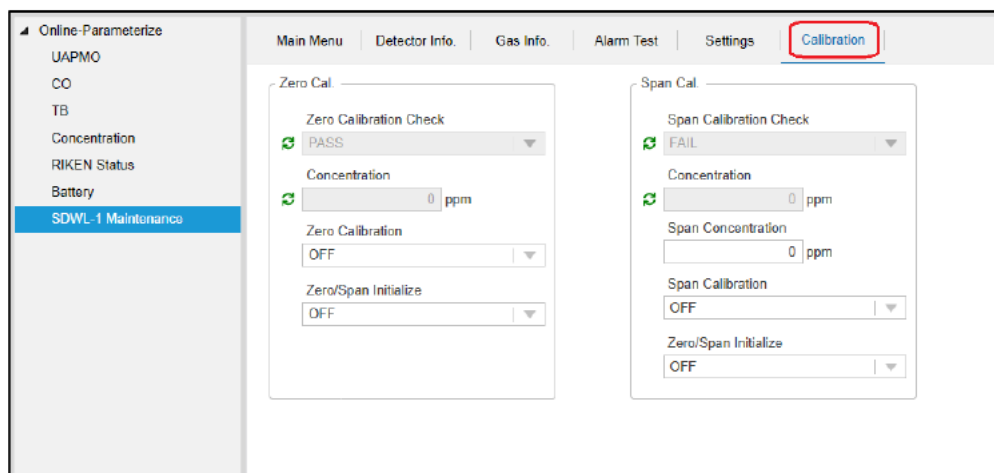 Online-Parameterize
UAPMO
CO
TB
Concentration
RIKEN Status
Battery
SDWL-1 Maintenance
Main Menu
Detector Info.
Gas Info.
Alarm Test
Settings
Calibration
Zero Cal.
Zero Calibration Check
PASS
Concentration
0 ppm
Zero Calibration
OFF
Zero/Span Initialize
OFF
Span Cal.
Span Calibration Check
FAIL
Concentration
0 ppm
Span Concentration
0 ppm
Span Calibration
OFF
Zero/Span Initialize
OFF